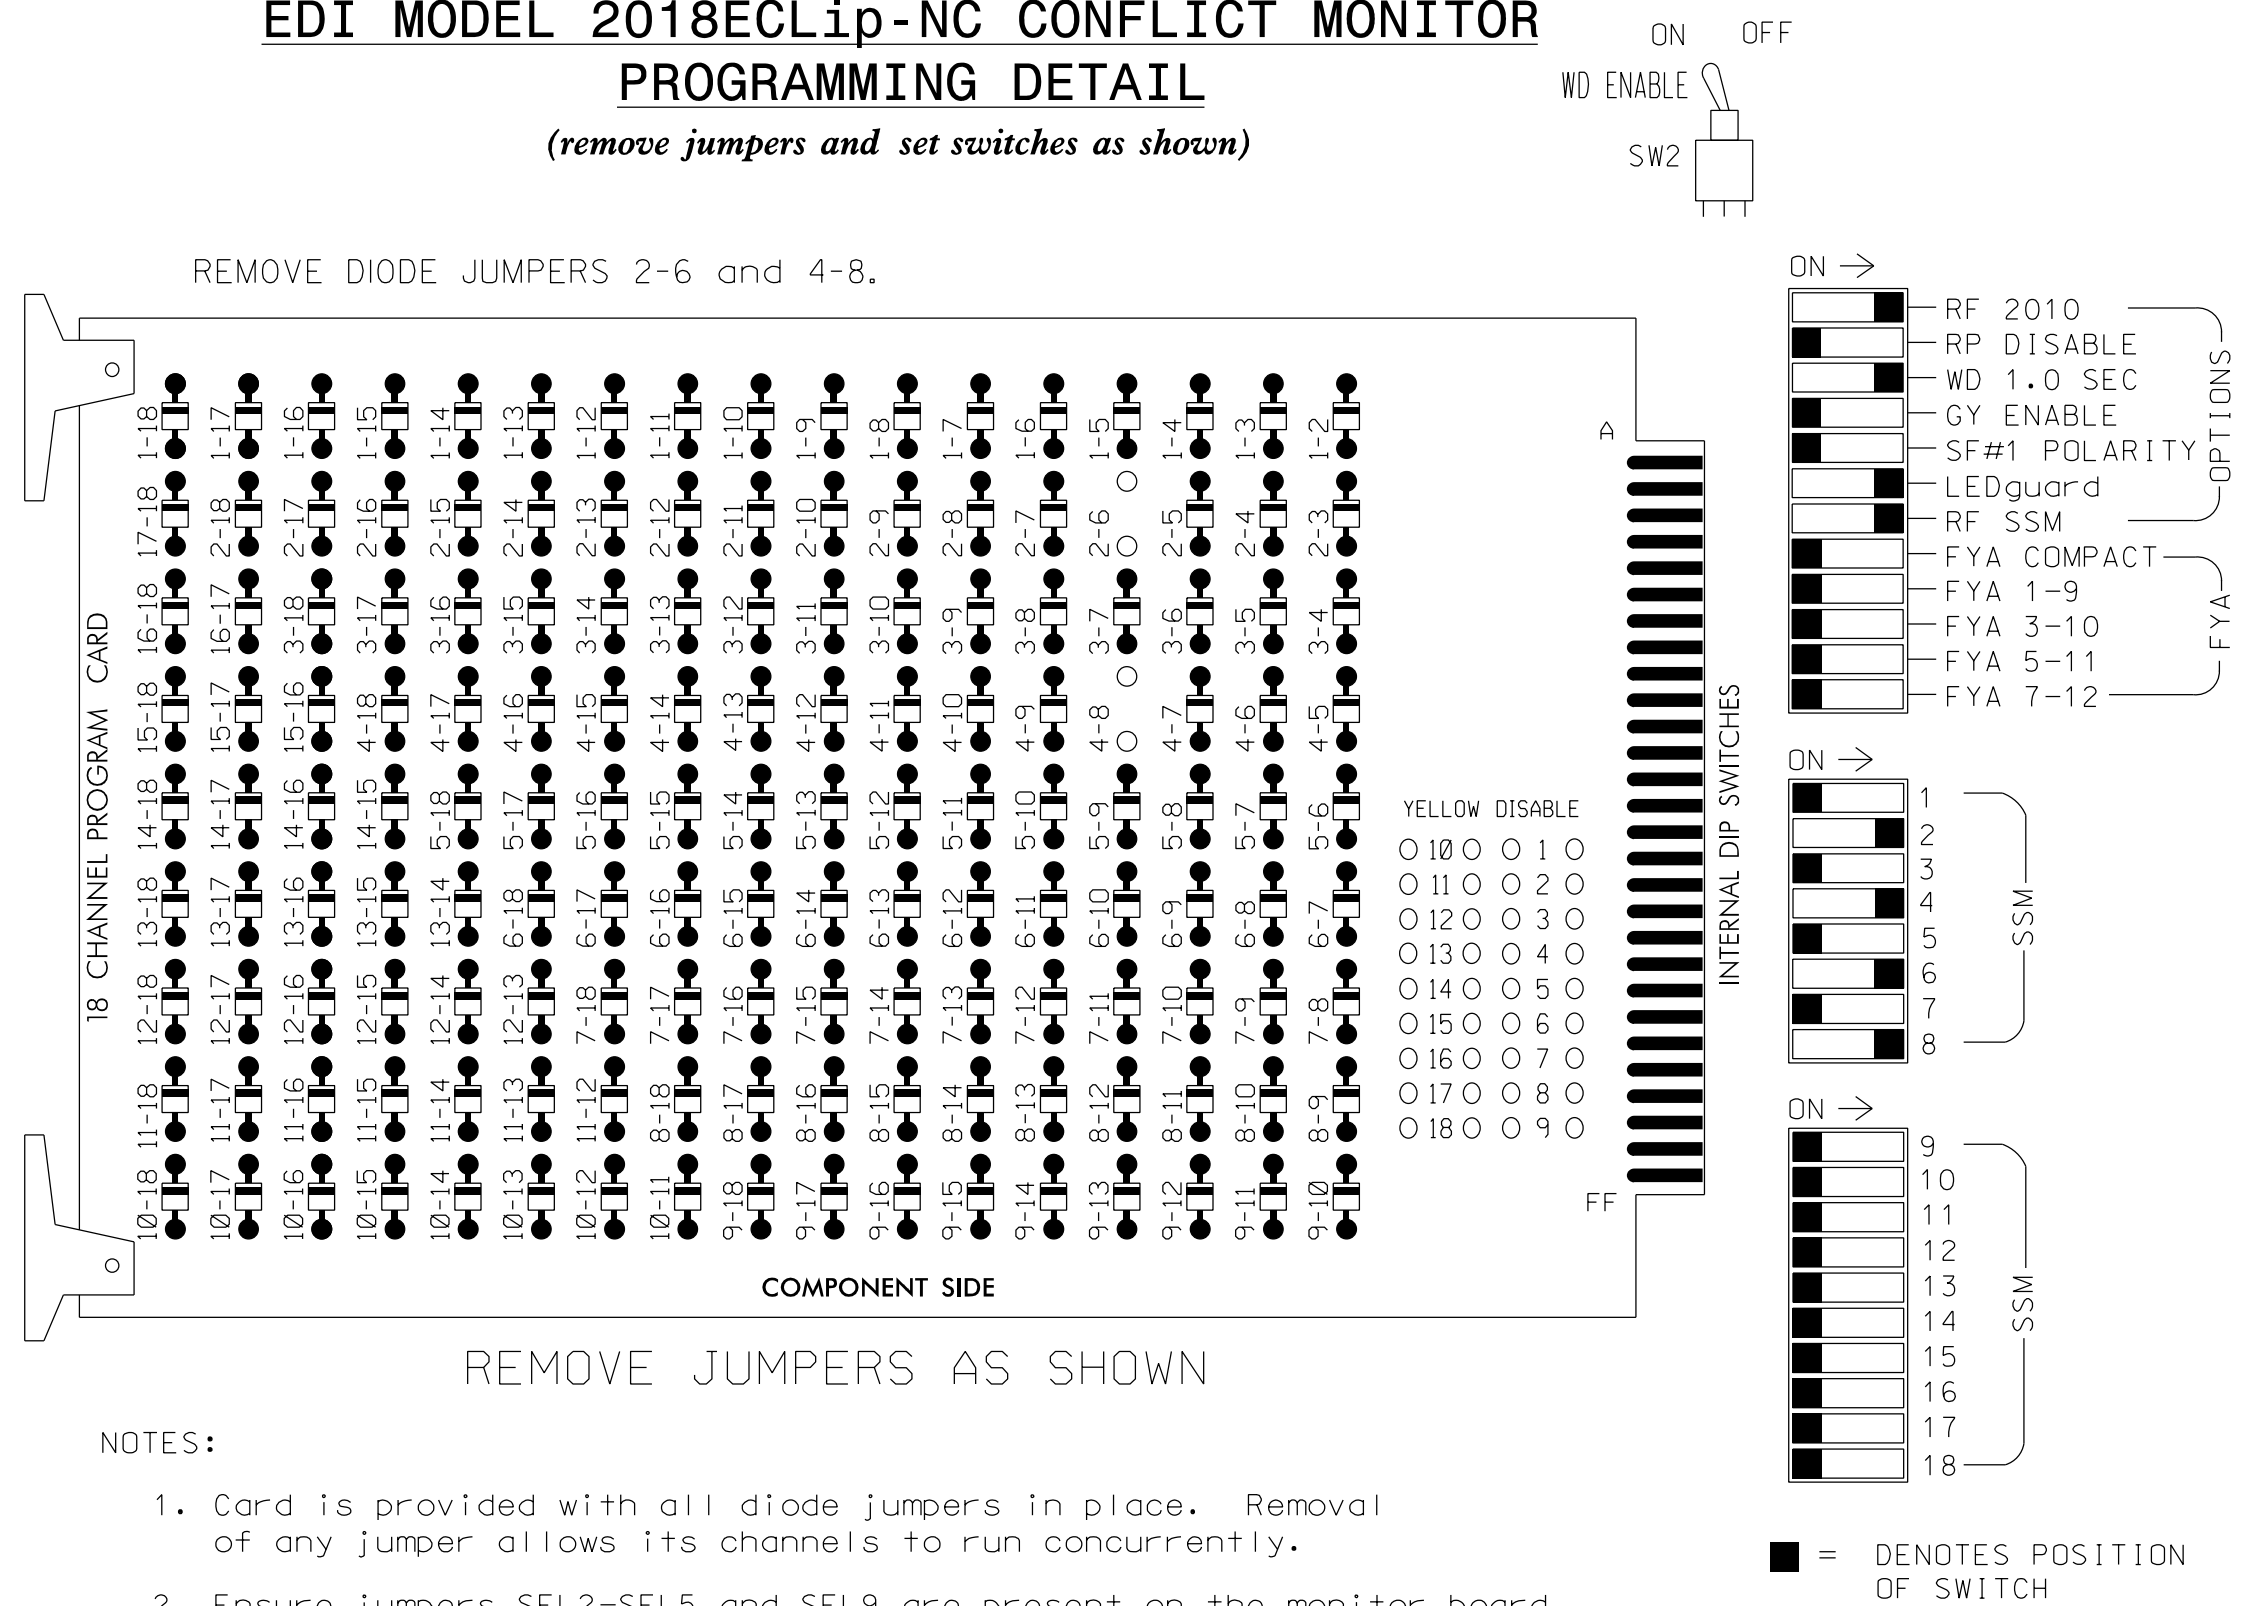 EDI MODEL 2018ECLip-NC CONFLICT MONITOR
PROGRAMMING DETAIL
(remove jumpers and set switches as shown)
ON OFF
WD ENABLE
SW2
REMOVE DIODE JUMPERS 2-6 and 4-8.
18 CHANNEL PROGRAM CARD
1-18 1-17 1-16 1-15 1-14 1-13 1-12 1-11 1-10 1-9 1-8 1-7 1-6 1-5 1-4 1-3 1-2
17-18 2-18 2-17 2-16 2-15 2-14 2-13 2-12 2-11 2-10 2-9 2-8 2-7 2-6 2-5 2-4 2-3
16-18 16-17 3-18 3-17 3-16 3-15 3-14 3-13 3-12 3-11 3-10 3-9 3-8 3-7 3-6 3-5 3-4
15-18 15-17 15-16 4-18 4-17 4-16 4-15 4-14 4-13 4-12 4-11 4-10 4-9 4-8 4-7 4-6 4-5
14-18 14-17 14-16 14-15 5-18 5-17 5-16 5-15 5-14 5-13 5-12 5-11 5-10 5-9 5-8 5-7 5-6
13-18 13-17 13-16 13-15 13-14 6-18 6-17 6-16 6-15 6-14 6-13 6-12 6-11 6-10 6-9 6-8 6-7
12-18 12-17 12-16 12-15 12-14 12-13 7-18 7-17 7-16 7-15 7-14 7-13 7-12 7-11 7-10 7-9 7-8
11-18 11-17 11-16 11-15 11-14 11-13 11-12 8-18 8-17 8-16 8-15 8-14 8-13 8-12 8-11 8-10 8-9
10-18 10-17 10-16 10-15 10-14 10-13 10-12 10-11 9-18 9-17 9-16 9-15 9-14 9-13 9-12 9-11 9-10
YELLOW DISABLE
10 1
11 2
12 3
13 4
14 5
15 6
16 7
17 8
18 9
A
FF
COMPONENT SIDE
INTERNAL DIP SWITCHES
ON →
RF 2010
RP DISABLE
WD 1.0 SEC
GY ENABLE
SF#1 POLARITY
LEDguard
RF SSM
OPTIONS
FYA COMPACT
FYA 1-9
FYA 3-10
FYA 5-11
FYA 7-12
FYA
ON →
1
2
3
4
5
6
7
8
SSM
ON →
9
10
11
12
13
14
15
16
17
18
SSM
REMOVE JUMPERS AS SHOWN
NOTES:
1. Card is provided with all diode jumpers in place. Removal
of any jumper allows its channels to run concurrently.
2. Ensure jumpers SEL2-SEL5 and SEL9 are present on the monitor board.
= DENOTES POSITION
OF SWITCH